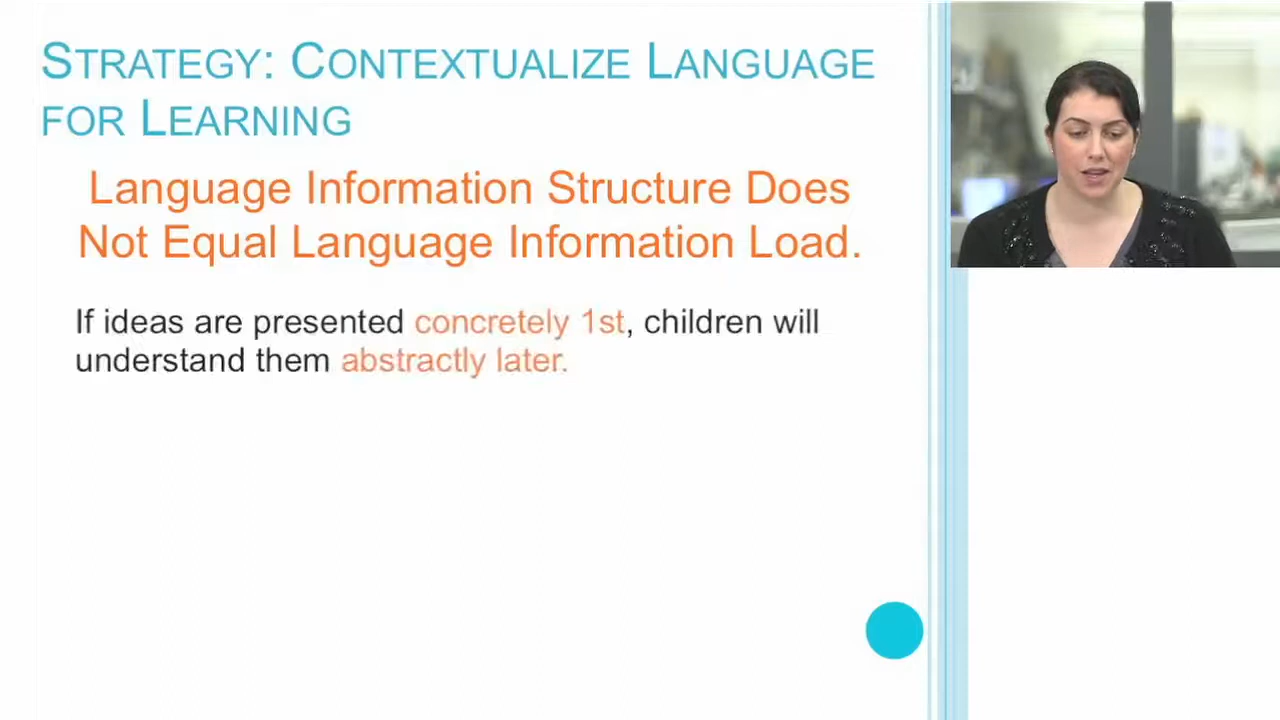 STRATEGY: CONTEXTUALIZE LANGUAGE
FOR LEARNING
Language Information Structure Does
Not Equal Language Information Load.
If ideas are presented concretely 1st, children will
understand them abstractly later.